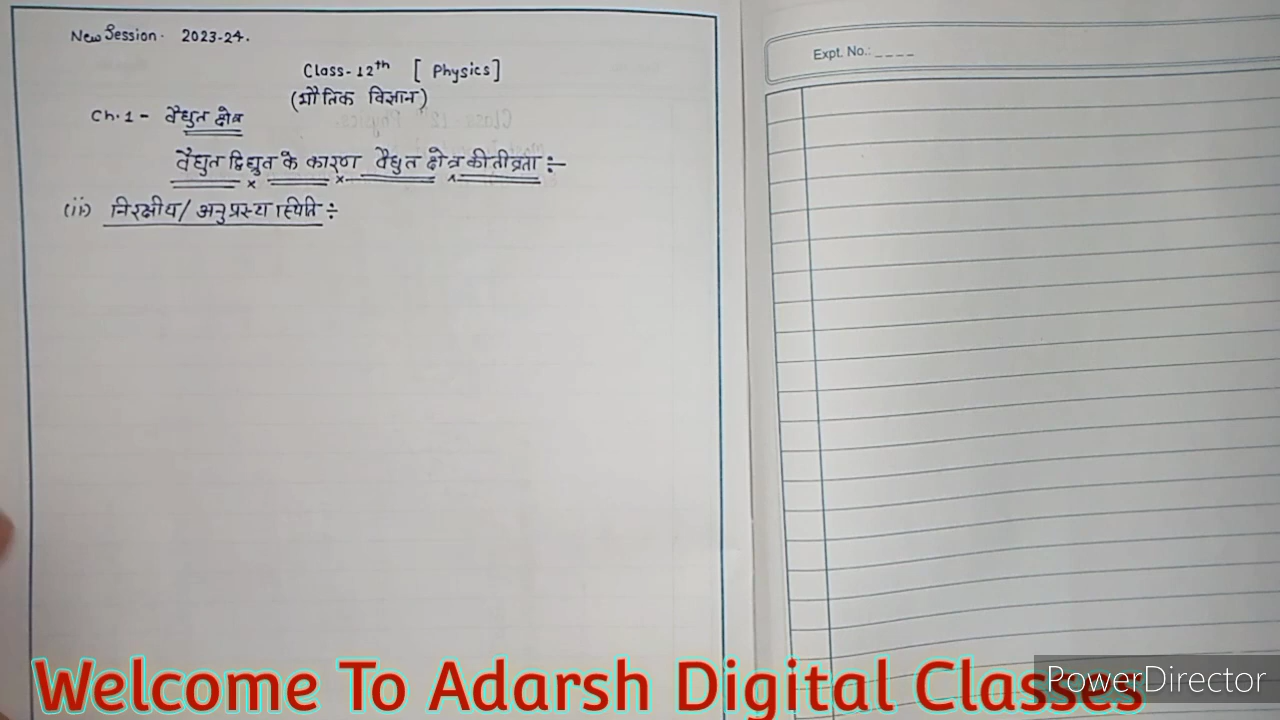 New Session. 2023-24.
Class-12th [Physics]
(भौतिक विज्ञान)
Ch.1 - वैद्युत क्षेत्र
वैद्युत द्विध्रुत के कारण वैद्युत क्षेत्र की तीव्रता :-
(ii) निरक्षीय / अनुप्रस्थ स्थिति ÷
Expt. No.: _ _ _ _
Welcome To Adarsh Digital Classes
PowerDirector